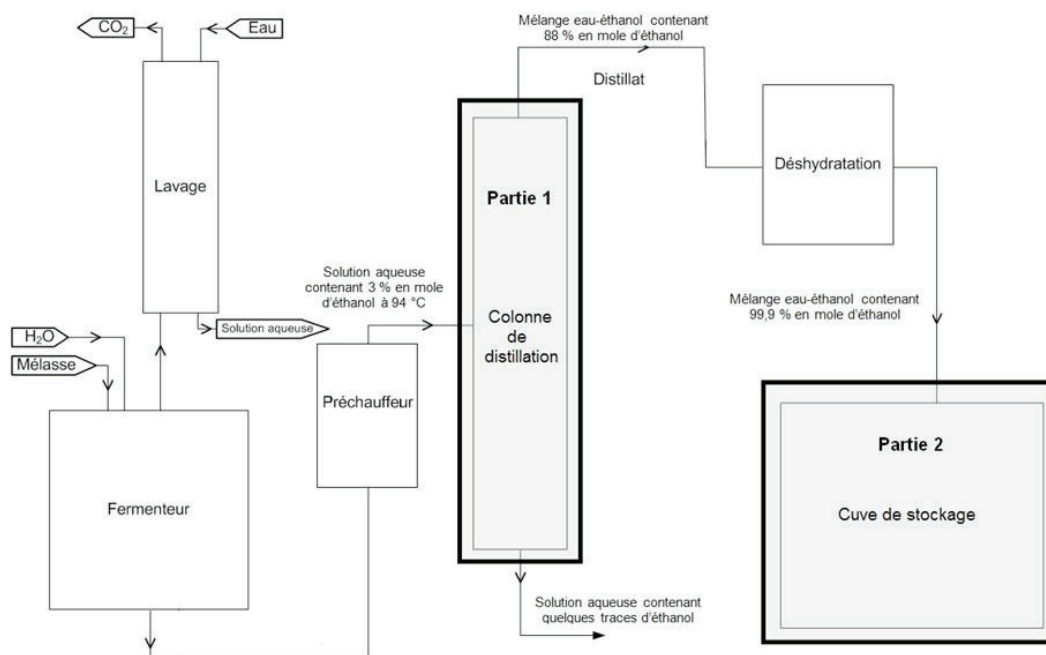 CO₂
Eau
Lavage
H₂O
Mélasse
Solution aqueuse
Fermenteur
Solution aqueuse
contenant 3 % en mole
d'éthanol à 94 °C
Préchauffeur
Mélange eau-éthanol contenant
88 % en mole d'éthanol
Distillat
Partie 1
Colonne
de
distillation
Solution aqueuse contenant
quelques traces d'éthanol
Déshydratation
Mélange eau-éthanol contenant
99,9 % en mole d'éthanol
Partie 2
Cuve de stockage